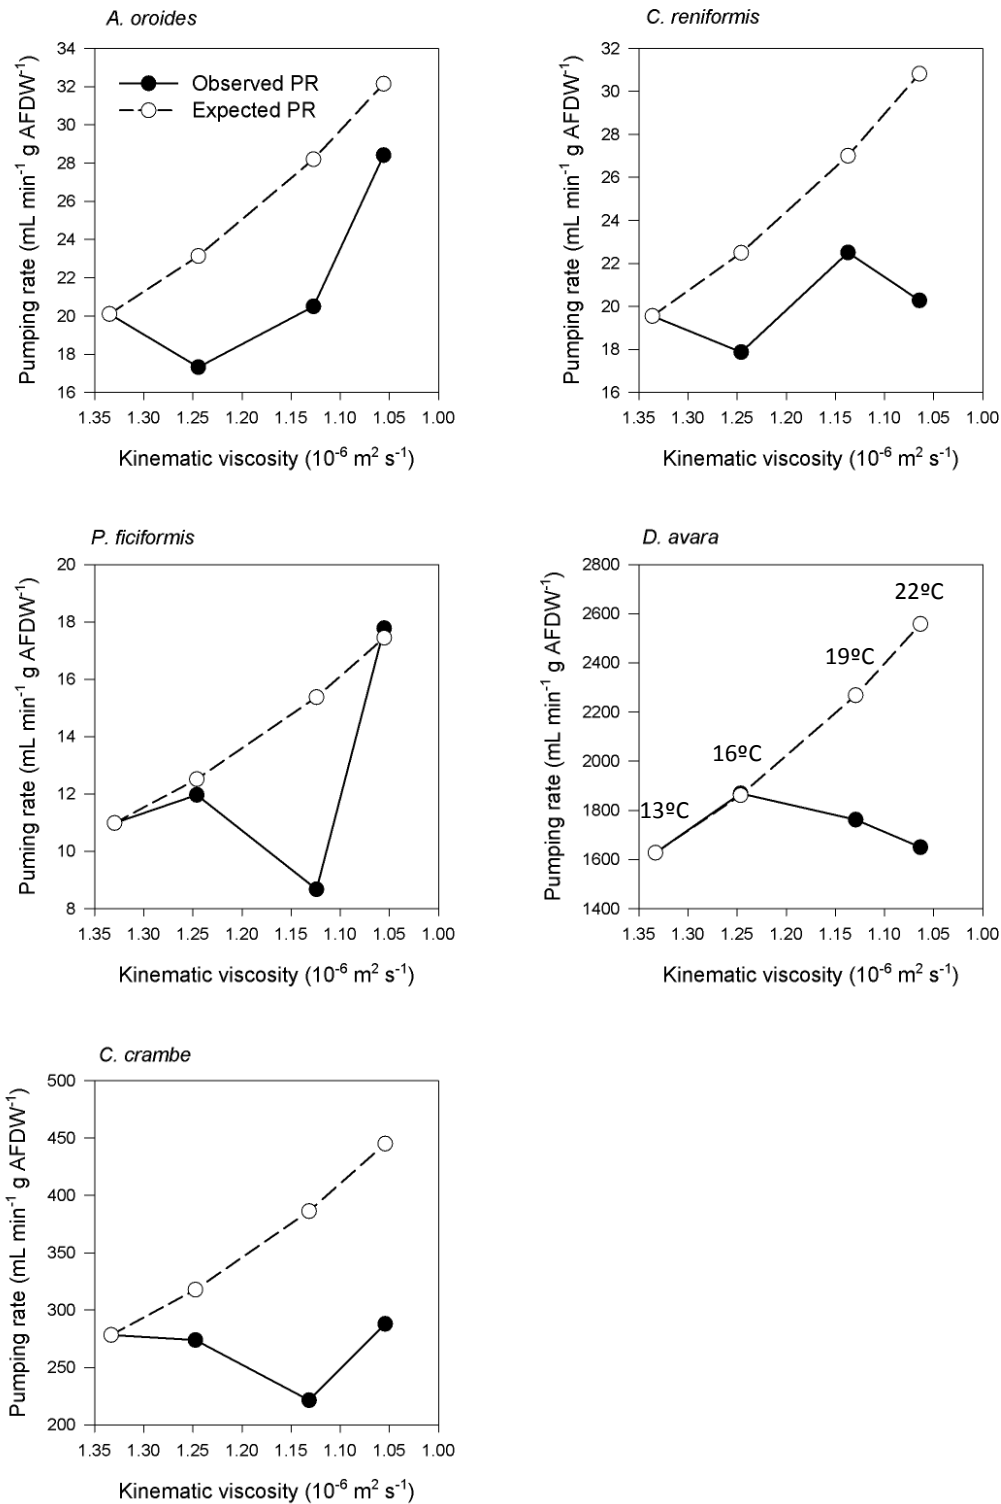 A. oroides
34
32
30
28
26
24
22
20
18
16
Pumping rate (mL min⁻¹ g AFDW⁻¹)
Observed PR
Expected PR
1.35 1.30 1.25 1.20 1.15 1.10 1.05 1.00
Kinematic viscosity (10⁻⁶ m² s⁻¹)
C. reniformis
32
30
28
26
24
22
20
18
16
Pumping rate (mL min⁻¹ g AFDW⁻¹)
1.35 1.30 1.25 1.20 1.15 1.10 1.05 1.00
Kinematic viscosity (10⁻⁶ m² s⁻¹)
P. ficiformis
20
18
16
14
12
10
8
Puming rate (mL min⁻¹ g AFDW⁻¹)
1.35 1.30 1.25 1.20 1.15 1.10 1.05 1.00
Kinematic viscosity (10⁻⁶ m² s⁻¹)
D. avara
2800
2600
2400
2200
2000
1800
1600
1400
Pumping rate (mL min⁻¹ g AFDW⁻¹)
22ºC
19ºC
16ºC
13ºC
1.35 1.30 1.25 1.20 1.15 1.10 1.05 1.00
Kinematic viscosity (10⁻⁶ m² s⁻¹)
C. crambe
500
450
400
350
300
250
200
Pumping rate (mL min⁻¹ g AFDW⁻¹)
1.35 1.30 1.25 1.20 1.15 1.10 1.05 1.00
Kinematic viscosity (10⁻⁶ m² s⁻¹)